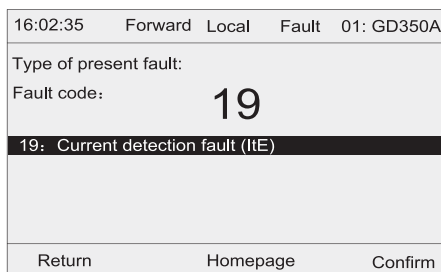 16:02:35 Forward Local Fault 01: GD350A
Type of present fault:
Fault code： 19
19： Current detection fault (ItE)
Return Homepage Confirm